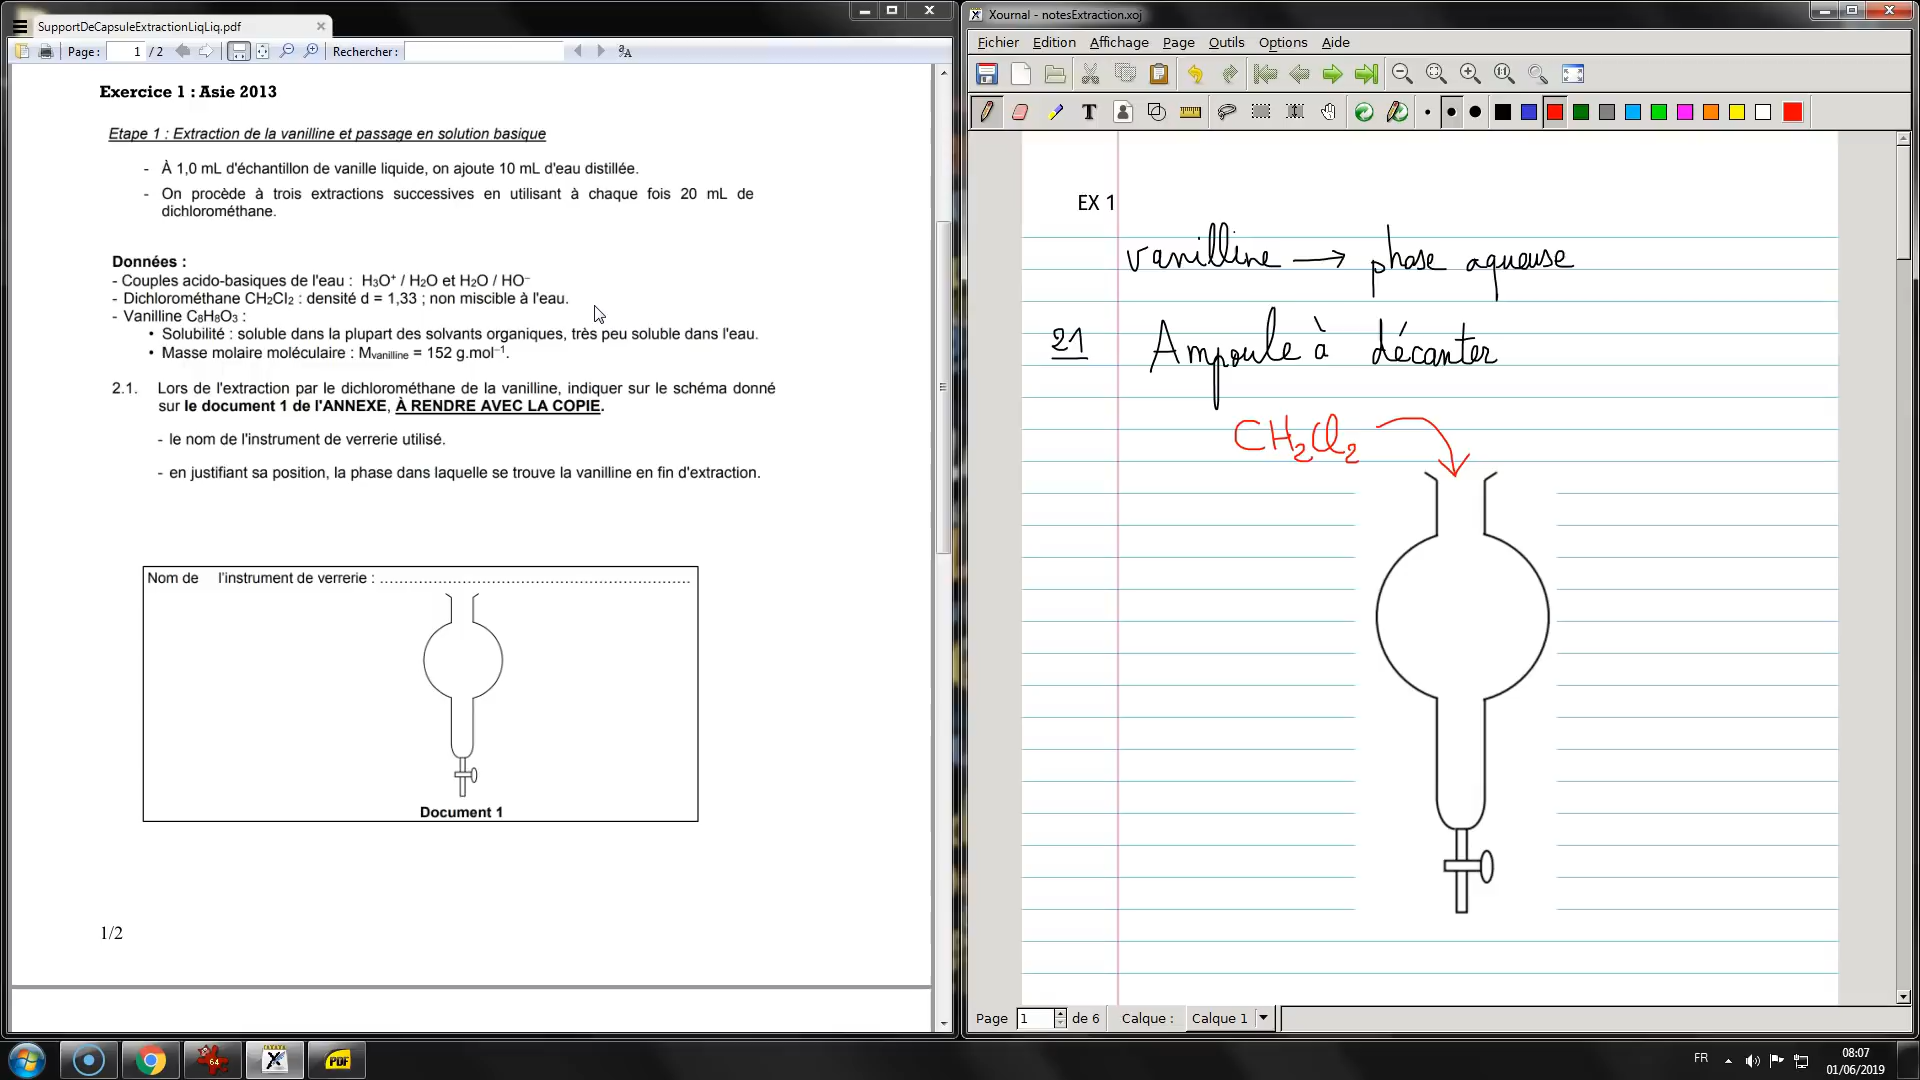 SupportDeCapsuleExtractionLiqLiq.pdf
Page : 1 / 2 Rechercher :
Exercice 1 : Asie 2013
Etape 1 : Extraction de la vanilline et passage en solution basique
- À 1,0 mL d'échantillon de vanille liquide, on ajoute 10 mL d'eau distillée.
- On procède à trois extractions successives en utilisant à chaque fois 20 mL de
dichlorométhane.
Données :
- Couples acido-basiques de l'eau : H₃O⁺ / H₂O et H₂O / HO⁻
- Dichlorométhane CH₂Cl₂ : densité d = 1,33 ; non miscible à l'eau.
- Vanilline C₈H₈O₃ :
• Solubilité : soluble dans la plupart des solvants organiques, très peu soluble dans l'eau.
• Masse molaire moléculaire : Mvanilline = 152 g.mol⁻¹.
2.1. Lors de l'extraction par le dichlorométhane de la vanilline, indiquer sur le schéma donné
sur le document 1 de l'ANNEXE, À RENDRE AVEC LA COPIE.
- le nom de l'instrument de verrerie utilisé.
- en justifiant sa position, la phase dans laquelle se trouve la vanilline en fin d'extraction.
Nom de l'instrument de verrerie : ....................................................................
Document 1
1/2
Xournal - notesExtraction.xoj
Fichier Edition Affichage Page Outils Options Aide
EX 1
vanilline → phase aqueuse
21 Ampoule à décanter
CH₂Cl₂
Page 1 de 6 Calque : Calque 1
64
PDF
FR
08:07
01/06/2019